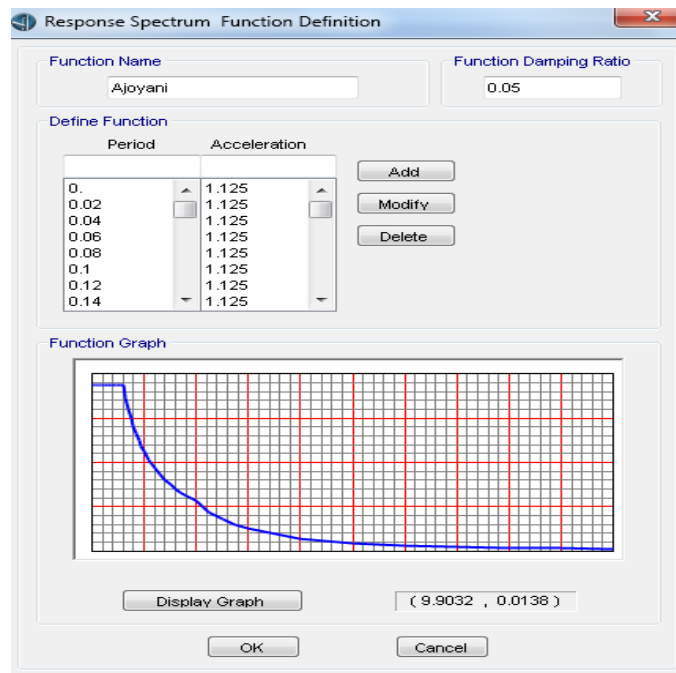 Response Spectrum Function Definition
Function Name
Function Damping Ratio
Ajoyani
0.05
Define Function
Period Acceleration
Add
0. 1.125
0.02 1.125
Modify
0.04 1.125
0.06 1.125
Delete
0.08 1.125
0.1 1.125
0.12 1.125
0.14 1.125
Function Graph
Display Graph
( 9.9032 , 0.0138 )
OK
Cancel